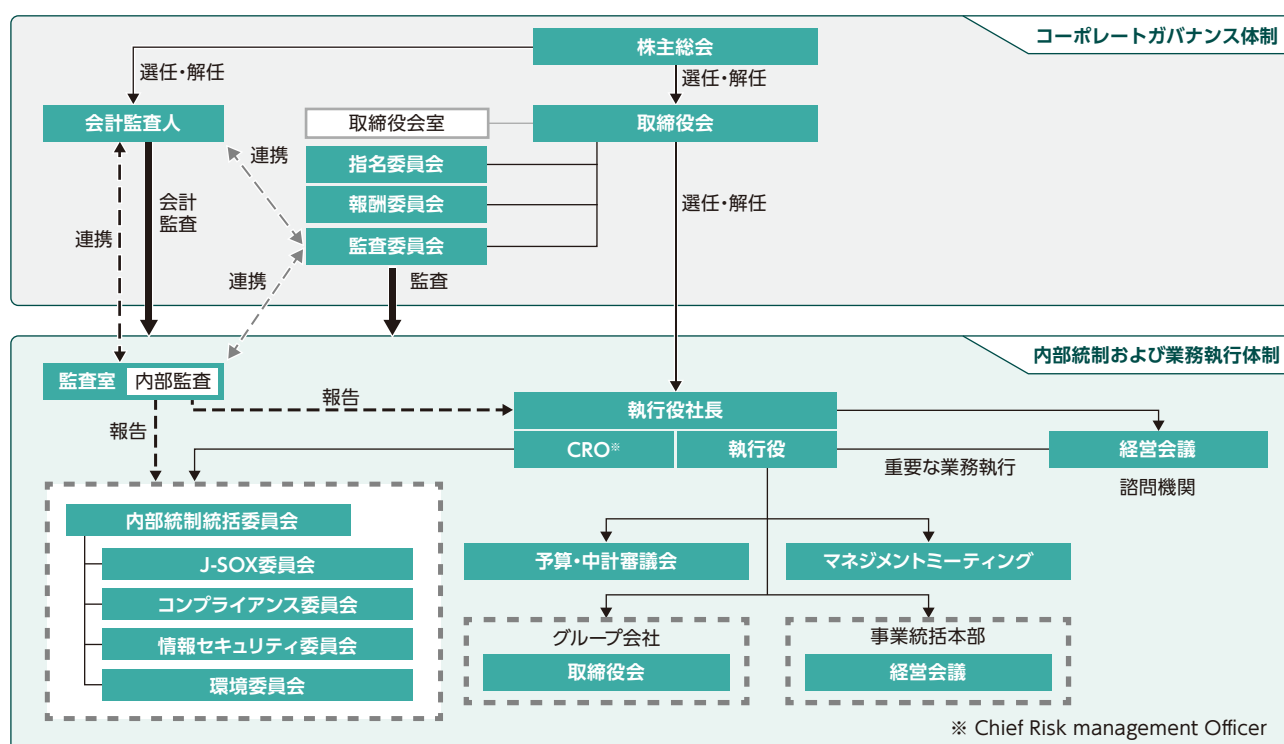 コーポレートガバナンス体制
株主総会
選任・解任
選任・解任
会計監査人
取締役会室
取締役会
連携
指名委員会
報酬委員会
監査委員会
会計
監査
選任・解任
連携
連携
監査
内部統制および業務執行体制
監査室 内部監査
報告
報告
執行役社長
CRO※
執行役
重要な業務執行
経営会議
諮問機関
内部統制統括委員会
J-SOX委員会
コンプライアンス委員会
情報セキュリティ委員会
環境委員会
予算・中計審議会
マネジメントミーティング
グループ会社
取締役会
事業統括本部
経営会議
※ Chief Risk management Officer